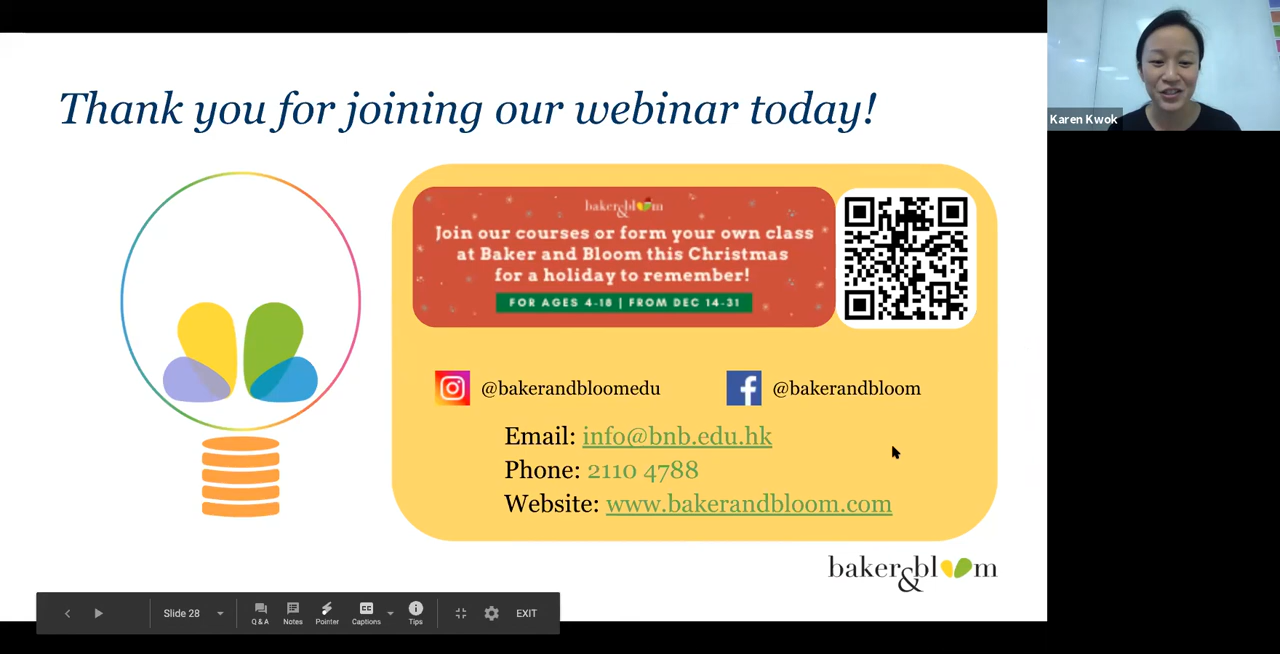 Thank you for joining our webinar today!
Karen Kwok
baker&bloom
Join our courses or form your own class
at Baker and Bloom this Christmas
for a holiday to remember!
FOR AGES 4-18 | FROM DEC 14-31
@bakerandbloomedu
@bakerandbloom
Email: info@bnb.edu.hk
Phone: 2110 4788
Website: www.bakerandbloom.com
baker&bloom
Slide 28
Q & A
Notes
Pointer
CC
Captions
Tips
EXIT